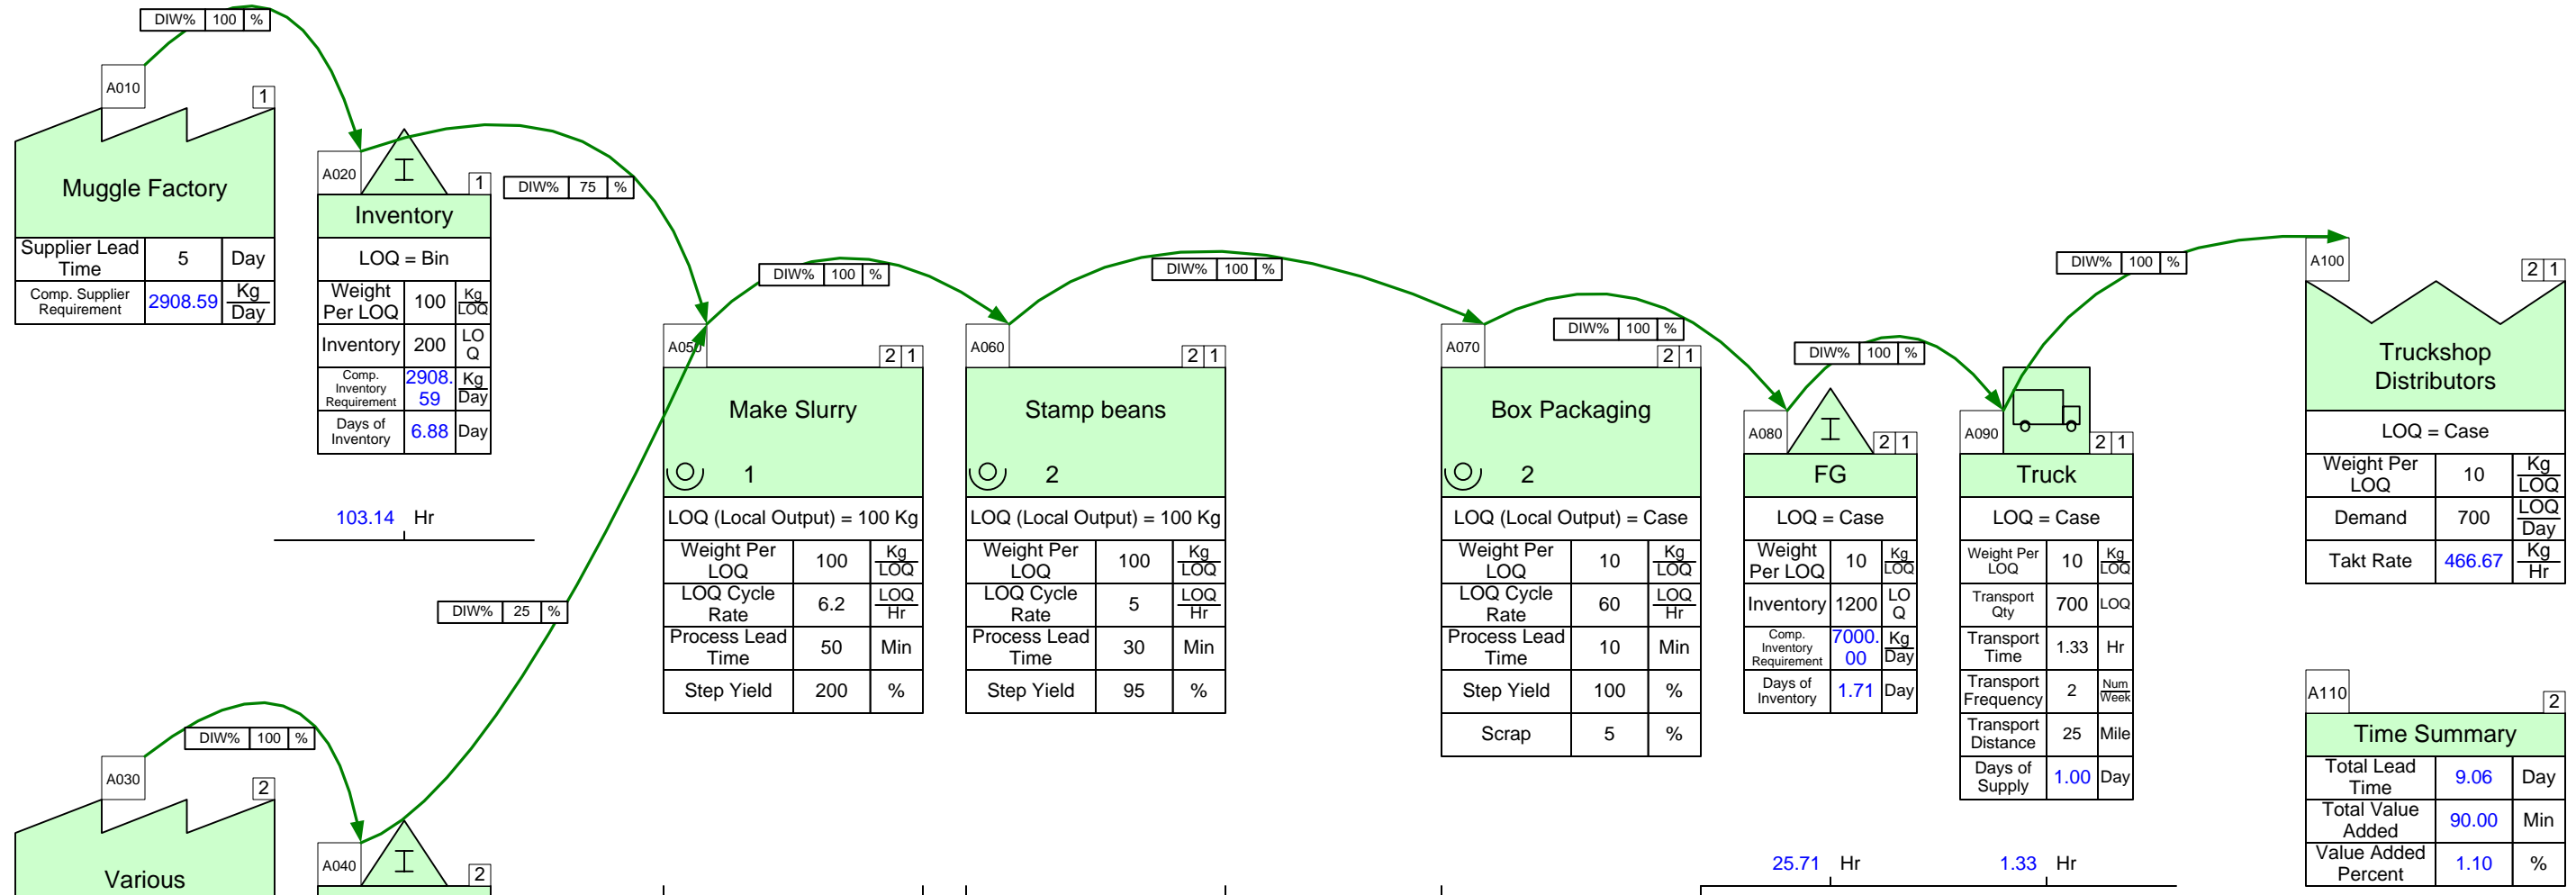 DIW% 100 %
A010
1
Muggle Factory
Supplier Lead Time 5 Day
Comp. Supplier Requirement 2908.59 Kg Day
A020
I
1
Inventory
LOQ = Bin
Weight Per LOQ 100 Kg LOQ
Inventory 200 LO Q
Comp. Inventory Requirement 2908. 59 Kg Day
Days of Inventory 6.88 Day
103.14 Hr
DIW% 75 %
DIW% 25 %
DIW% 100 %
A030
2
Various
A040
I
2
A050
2 1
Make Slurry
1
LOQ (Local Output) = 100 Kg
Weight Per LOQ 100 Kg LOQ
LOQ Cycle Rate 6.2 LOQ Hr
Process Lead Time 50 Min
Step Yield 200 %
DIW% 100 %
A060
2 1
Stamp beans
2
LOQ (Local Output) = 100 Kg
Weight Per LOQ 100 Kg LOQ
LOQ Cycle Rate 5 LOQ Hr
Process Lead Time 30 Min
Step Yield 95 %
DIW% 100 %
A070
2 1
Box Packaging
2
LOQ (Local Output) = Case
Weight Per LOQ 10 Kg LOQ
LOQ Cycle Rate 60 LOQ Hr
Process Lead Time 10 Min
Step Yield 100 %
Scrap 5 %
DIW% 100 %
A080
I
2 1
FG
LOQ = Case
Weight Per LOQ 10 Kg LOQ
Inventory 1200 LO Q
Comp. Inventory Requirement 7000. 00 Kg Day
Days of Inventory 1.71 Day
25.71 Hr
DIW% 100 %
A090
2 1
Truck
LOQ = Case
Weight Per LOQ 10 Kg LOQ
Transport Qty 700 LOQ
Transport Time 1.33 Hr
Transport Frequency 2 Num Week
Transport Distance 25 Mile
Days of Supply 1.00 Day
1.33 Hr
DIW% 100 %
A100
2 1
Truckshop
Distributors
LOQ = Case
Weight Per LOQ 10 Kg LOQ
Demand 700 LOQ Day
Takt Rate 466.67 Kg Hr
A110
2
Time Summary
Total Lead Time 9.06 Day
Total Value Added 90.00 Min
Value Added Percent 1.10 %